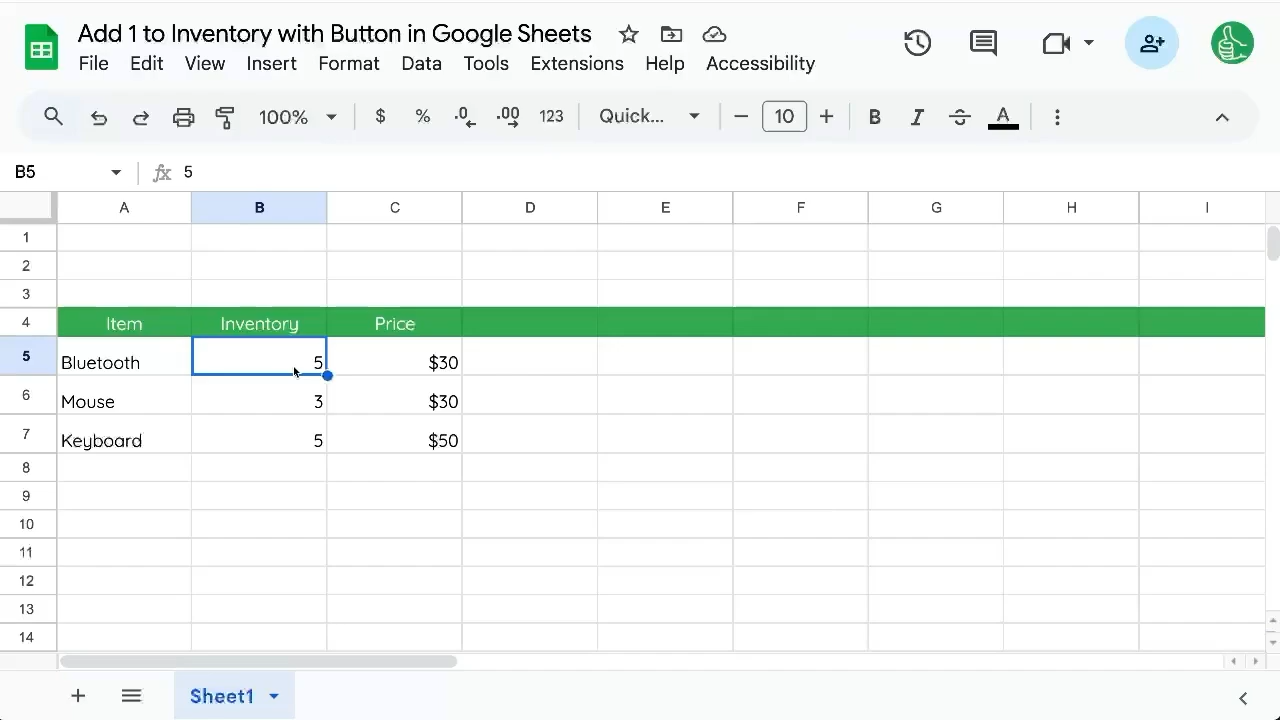 Add 1 to Inventory with Button in Google Sheets
File Edit View Insert Format Data Tools Extensions Help Accessibility
100% $ % .0 .00 123 Quick... − 10 + B I S A
B5 fx 5
A B C D E F G H I
1
2
3
4 Item Inventory Price
5 Bluetooth 5 $30
6 Mouse 3 $30
7 Keyboard 5 $50
8
9
10
11
12
13
14
+ Sheet1